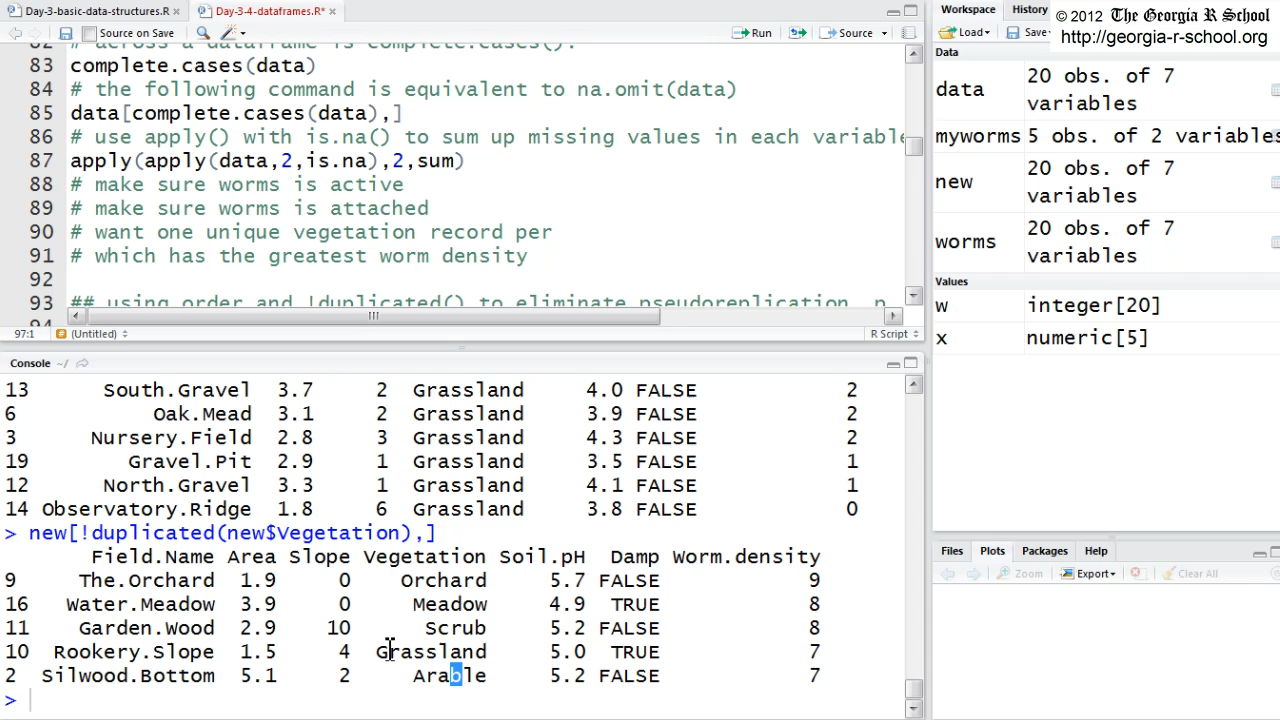 Day-3-basic-data-structures.R
Day-3-4-dataframes.R*
Workspace History
© 2012 The Georgia R School
http://georgia-r-school.org
Source on Save Run Source
Load Save
Data
data 20 obs. of 7 variables
myworms 5 obs. of 2 variables
new 20 obs. of 7 variables
worms 20 obs. of 7 variables
Values
w integer[20]
x numeric[5]
82 # across a dataframe is complete.cases().
83 complete.cases(data)
84 # the following command is equivalent to na.omit(data)
85 data[complete.cases(data),]
86 # use apply() with is.na() to sum up missing values in each variable
87 apply(apply(data,2,is.na),2,sum)
88 # make sure worms is active
89 # make sure worms is attached
90 # want one unique vegetation record per
91 # which has the greatest worm density
92
93 ## using order and !duplicated() to eliminate pseudoreplication, p
94
97:1 (Untitled) R Script
Console ~/
13 South.Gravel 3.7 2 Grassland 4.0 FALSE 2
6 Oak.Mead 3.1 2 Grassland 3.9 FALSE 2
3 Nursery.Field 2.8 3 Grassland 4.3 FALSE 2
19 Gravel.Pit 2.9 1 Grassland 3.5 FALSE 1
12 North.Gravel 3.3 1 Grassland 4.1 FALSE 1
14 Observatory.Ridge 1.8 6 Grassland 3.8 FALSE 0
> new[!duplicated(new$Vegetation),]
Field.Name Area Slope Vegetation Soil.pH Damp Worm.density
9 The.Orchard 1.9 0 Orchard 5.7 FALSE 9
16 Water.Meadow 3.9 0 Meadow 4.9 TRUE 8
11 Garden.Wood 2.9 10 Scrub 5.2 FALSE 8
10 Rookery.Slope 1.5 4 Grassland 5.0 TRUE 7
2 Silwood.Bottom 5.1 2 Arable 5.2 FALSE 7
>
Files Plots Packages Help
Zoom Export Clear All